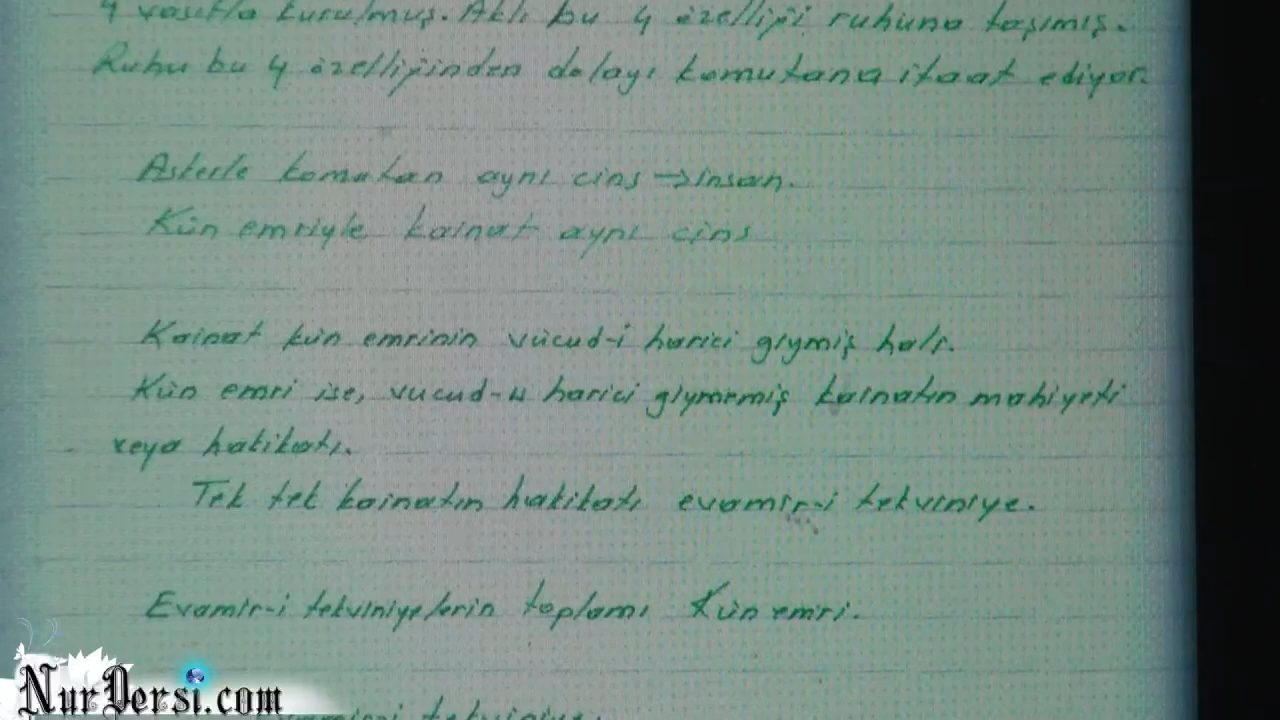 4 vasıfla kurulmuş. Aklı bu 4 özelliği ruhuna taşımış.
Ruhu bu 4 özelliğinden dolayı komutana itaat ediyor.
Askerle komutan aynı cins → insan.
Kün emriyle kainat aynı cins
Kainat kün emrinin vücud-i harici giymiş hali.
Kün emri ise, vucud-u harici giymemiş kainatın mahiyeti
veya hakikatı.
Tek tek kainatın hakikatı evamir-i tekviniye.
Evamir-i tekviniyelerin toplamı Kün emri.
tekviniye.
NurDersi.com